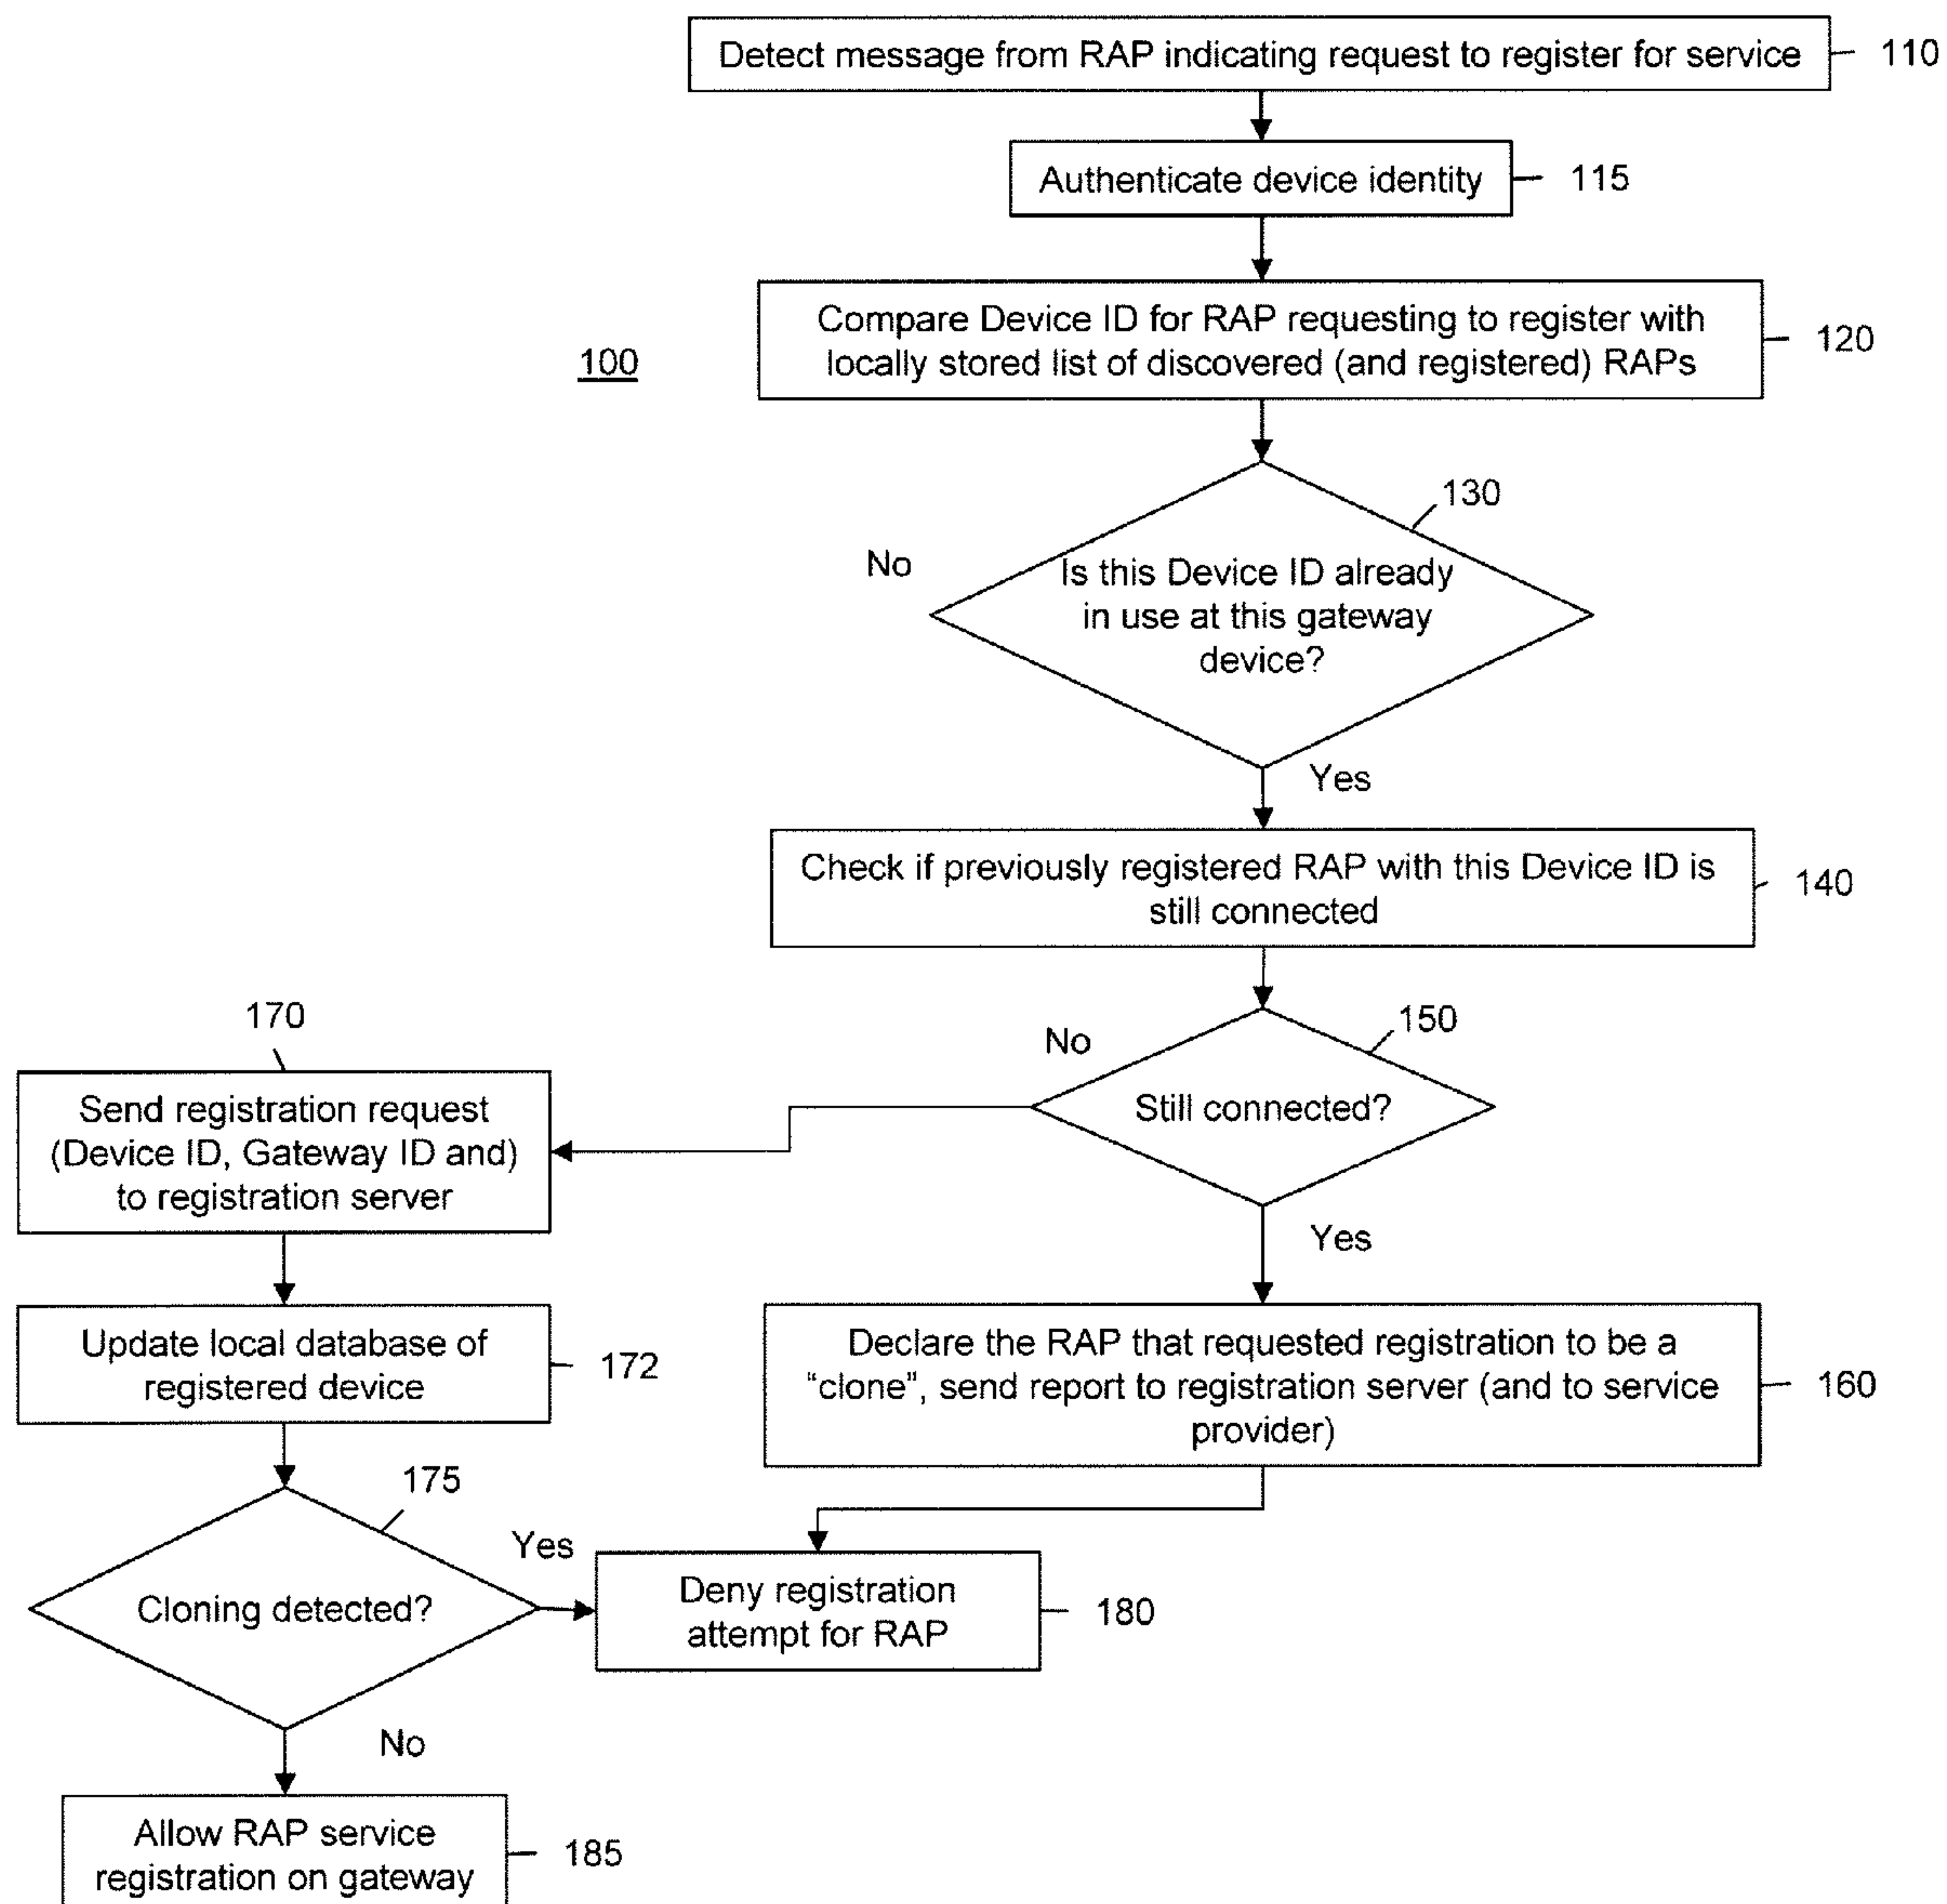 Detect message from RAP indicating request to register for service
110
Authenticate device identity
115
Compare Device ID for RAP requesting to register with
locally stored list of discovered (and registered) RAPs
120
100
130
No
Is this Device ID already
in use at this gateway
device?
Yes
Check if previously registered RAP with this Device ID is
still connected
140
150
No
Still connected?
Yes
170
Send registration request
(Device ID, Gateway ID and)
to registration server
Update local database of
registered device
172
Declare the RAP that requested registration to be a
“clone”, send report to registration server (and to service
provider)
160
175
Yes
Cloning detected?
Deny registration
attempt for RAP
180
No
Allow RAP service
registration on gateway
185